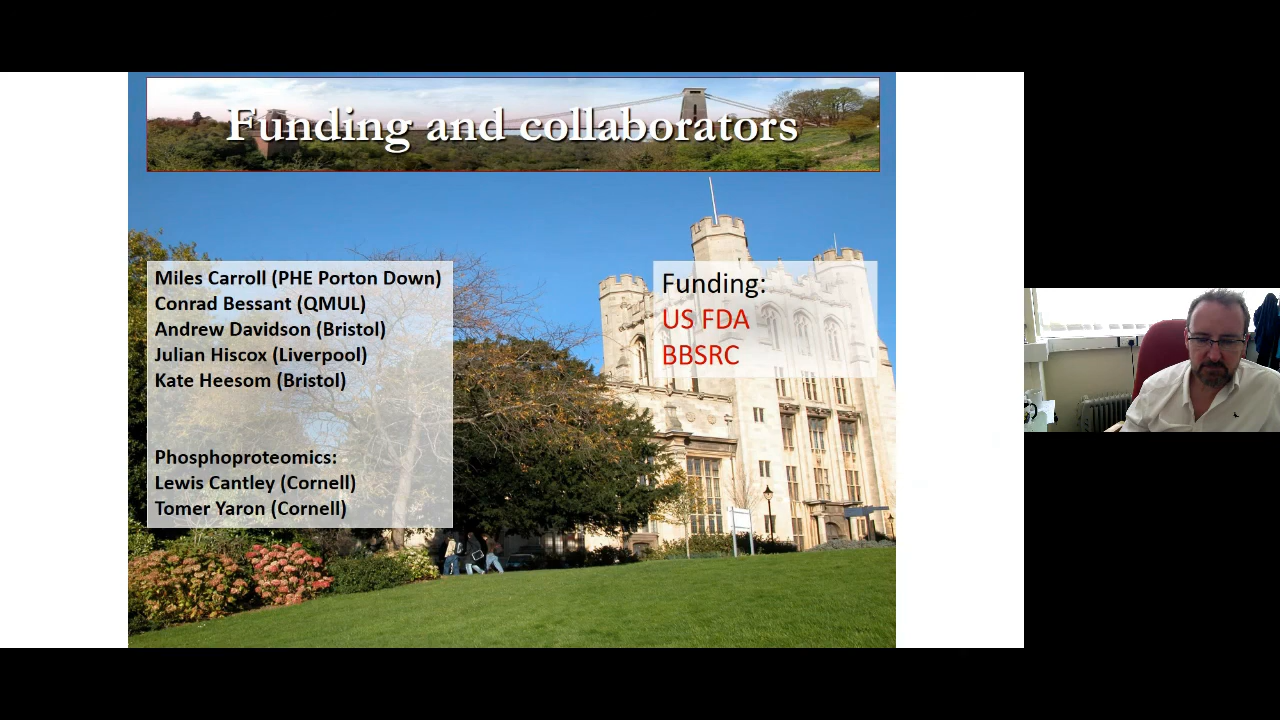 Funding and collaborators
Miles Carroll (PHE Porton Down)
Conrad Bessant (QMUL)
Andrew Davidson (Bristol)
Julian Hiscox (Liverpool)
Kate Heesom (Bristol)
Phosphoproteomics:
Lewis Cantley (Cornell)
Tomer Yaron (Cornell)
Funding:
US FDA
BBSRC